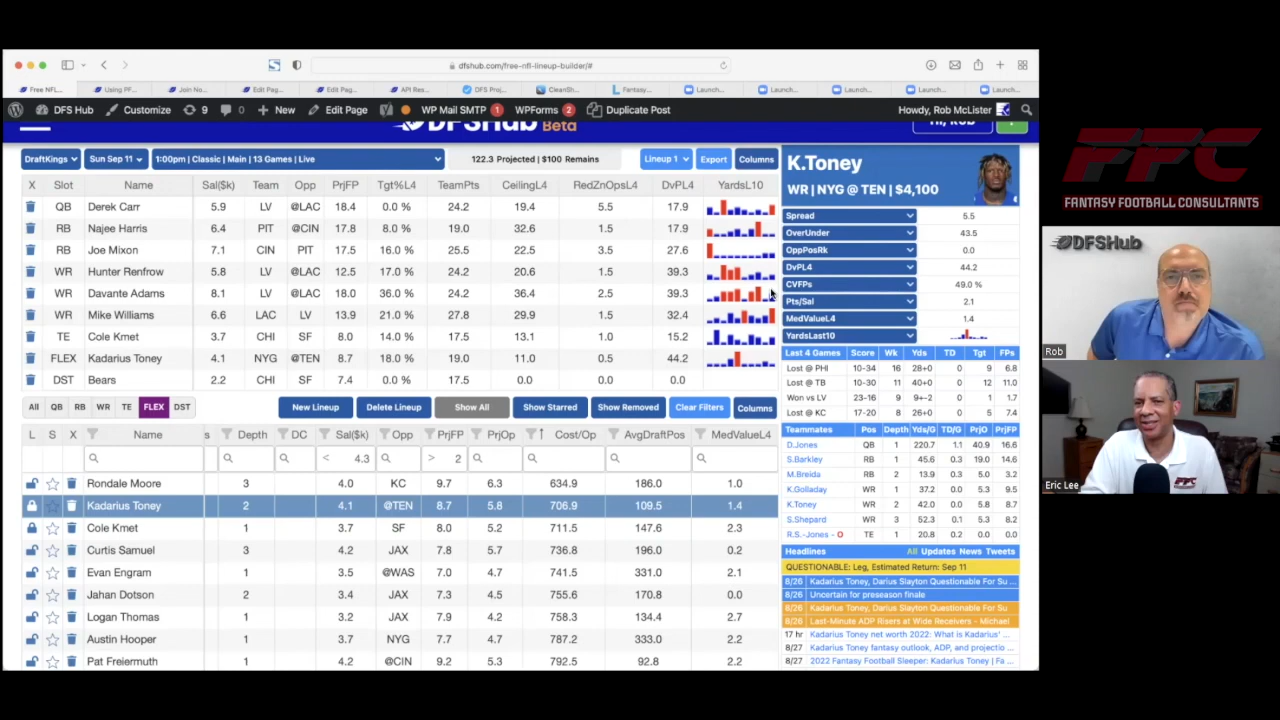 dfshub.com/free-nfl-lineup-builder/#
Free NFL... Using PF... Join No... Edit Pag... Edit Pag... API Res... DFS Proj... CleanSh... Fantasy... Launch... Launch... Launch... Launch... Launch...
DFS Hub Customize 9 0 New Edit Page WP Mail SMTP 1 WPForms 2 Duplicate Post Howdy, Rob McLister
DFSHub Beta Hi, Rob
DraftKings Sun Sep 11 1:00pm | Classic | Main | 13 Games | Live 122.3 Projected | $100 Remains Lineup 1 Export Columns
X Slot Name Sal($k) Team Opp PrjFP Tgt%L4 TeamPts CeilingL4 RedZnOpsL4 DvPL4 YardsL10
QB Derek Carr 5.9 LV @LAC 18.4 0.0 % 24.2 19.4 5.5 17.9
RB Najee Harris 6.4 PIT @CIN 17.8 8.0 % 19.0 32.6 1.5 17.9
RB Joe Mixon 7.1 CIN PIT 17.5 6.0 % 25.5 22.5 3.5 27.6
WR Hunter Renfrow 5.8 LV @LAC 12.5 17.0 % 24.2 20.6 1.5 39.3
WR Davante Adams 8.1 LV @LAC 18.0 36.0 % 24.2 36.4 2.5 39.3
WR Mike Williams 6.6 LAC LV 14.0 16.0 % 27.8 29.9 1.5 32.4
TE Cole Kmet 3.7 CHI SF 8.0 14.0 % 17.5 13.1 1.0 15.2
FLEX Kadarius Toney 4.1 NYG @TEN 8.7 18.0 % 19.0 11.0 0.5 44.2
DST Bears 2.2 CHI SF 7.4 0.0 % 17.5 0.0 0.0 0.0
All QB RB WR TE FLEX DST New Lineup Delete Lineup Show All Show Starred Show Removed Clear Filters Columns
L S X Name s Depth DC Sal($k) Opp PrjFP PrjOp Cost/Op AvgDraftPos MedValueL4
< 4.3 > 2
Rondale Moore 3 4.0 KC 9.7 6.3 634.9 186.0 1.0
Kadarius Toney 2 4.1 @TEN 8.7 5.8 706.9 109.5 1.4
Cole Kmet 1 3.7 SF 8.0 5.2 711.5 147.6 2.3
Curtis Samuel 3 4.2 JAX 7.8 5.7 736.8 196.0 0.2
Evan Engram 1 3.5 @WAS 7.0 4.7 741.5 331.0 2.1
Jahan Dotson 2 3.4 JAX 7.3 4.5 755.6 170.8 0.0
Logan Thomas 1 3.2 JAX 7.9 4.2 758.3 134.4 2.7
Austin Hooper 1 3.7 NYG 7.7 4.7 787.2 333.0 2.2
Pat Freiermuth 1 4.2 @CIN 9.2 5.3 792.5 92.8 2.2
K.Toney
WR | NYG @ TEN | $4,100
Spread 5.5
OverUnder 43.5
OppPosRk 0.0
DvPL4 44.2
CVFPs 49.0 %
Pts/Sal 2.1
MedValueL4 1.4
YardsLast10
Last 4 Games Score Wk Yds TD Tgt FPs
Lost @ PHI 10-34 16 28+0 0 9 6.8
Lost @ TB 10-30 11 40+0 0 12 11.0
Won vs LV 23-16 9 9+-2 0 1 1.7
Lost @ KC 17-20 8 26+0 0 5 7.4
Teammates Pos Depth Yds/G TD/G PrjO PrjFP
D.Jones QB 1 220.7 1.1 40.9 16.6
S.Barkley RB 1 45.6 0.3 19.0 14.6
M.Breida RB 2 13.9 0.3 5.0 3.2
K.Golladay WR 1 37.2 0.0 5.3 9.5
K.Toney WR 2 42.0 0.0 5.8 8.7
S.Shepard WR 3 52.3 0.1 5.3 8.2
R.S.-Jones - O TE 1 20.8 0.2 0.0 0.0
Headlines All Updates News Tweets
QUESTIONABLE: Leg, Estimated Return: Sep 11
8/26 Kadarius Toney, Darius Slayton Questionable For Su ...
8/26 Uncertain for preseason finale
8/26 Kadarius Toney, Darius Slayton Questionable For Su
8/26 Last-Minute ADP Risers at Wide Receivers - Michael
17 hr Kadarius Toney net worth 2022: What is Kadarius' ...
8/27 Kadarius Toney fantasy outlook, ADP, and projectio ...
8/27 2022 Fantasy Football Sleeper: Kadarius Toney | Fa ...
FFC
FANTASY FOOTBALL CONSULTANTS
DFSHub
Rob
FFC
Eric Lee